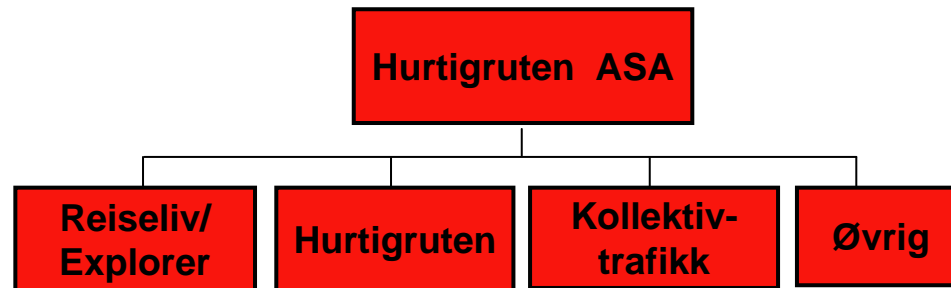 Hurtigruten ASA
Reiseliv/
Explorer
Hurtigruten
Kollektiv-
trafikk
Øvrig